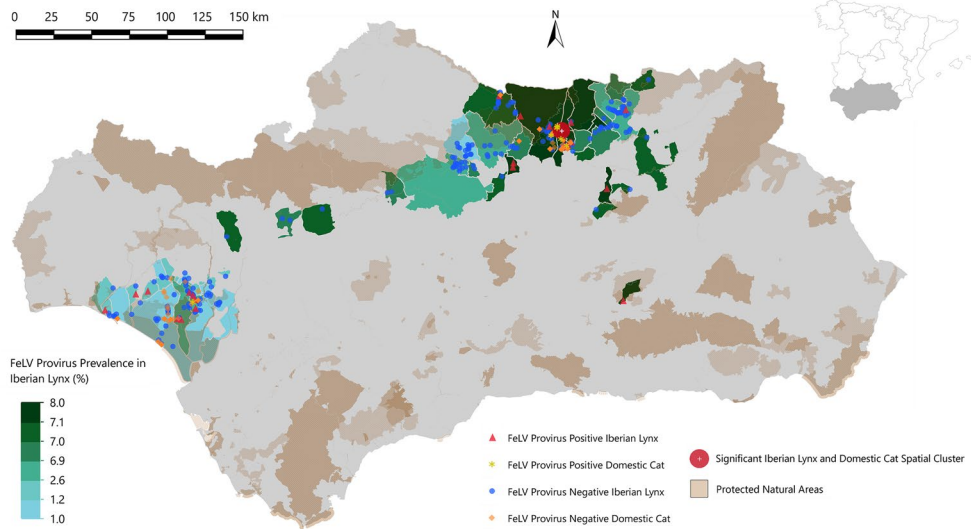 0 25 50 75 100 125 150 km
N
FeLV Provirus Prevalence in
Iberian Lynx (%)
8.0
7.1
7.0
6.9
2.6
1.2
1.0
FeLV Provirus Positive Iberian Lynx
FeLV Provirus Positive Domestic Cat
FeLV Provirus Negative Iberian Lynx
FeLV Provirus Negative Domestic Cat
Significant Iberian Lynx and Domestic Cat Spatial Cluster
Protected Natural Areas